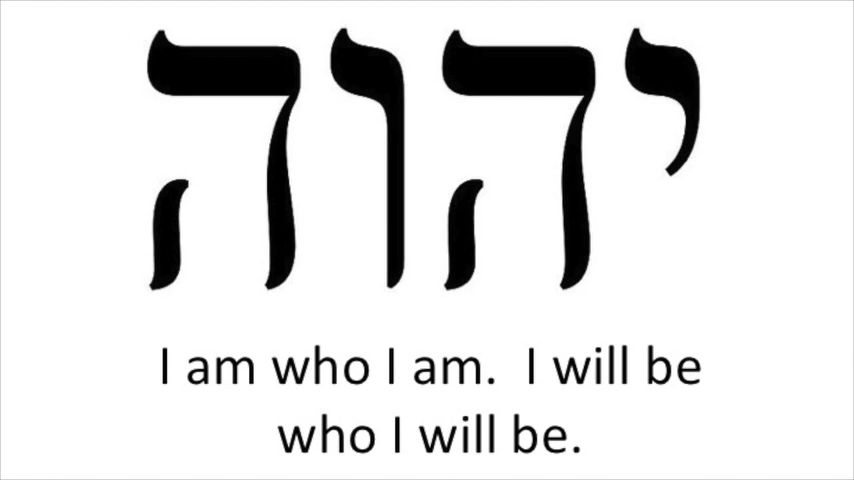 יהוה
I am who I am.  I will be
who I will be.